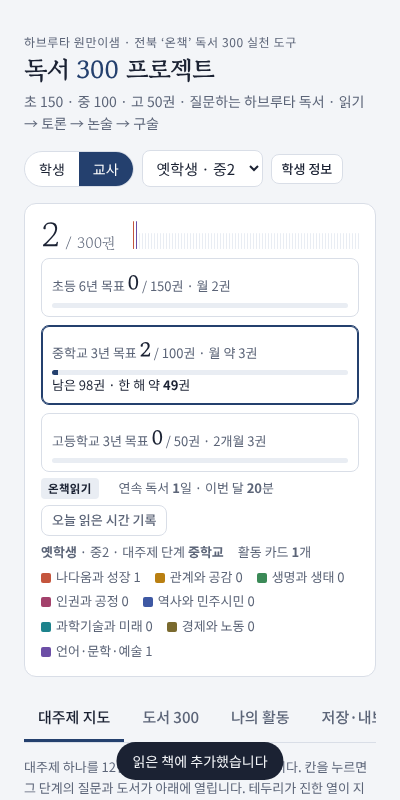 하브루타 원만이샘 · 전북 ‘온책’ 독서 300 실천 도구
독서 300 프로젝트
초 150 · 중 100 · 고 50권 · 질문하는 하브루타 독서 · 읽기
→ 토론 → 논술 → 구술
학생 교사 옛학생 · 중2 학생 정보
2 / 300권
초등 6년 목표 0 / 150권 · 월 2권
중학교 3년 목표 2 / 100권 · 월 약 3권
남은 98권 · 한 해 약 49권
고등학교 3년 목표 0 / 50권 · 2개월 3권
온책읽기 연속 독서 1일 · 이번 달 20분
오늘 읽은 시간 기록
옛학생 · 중2 · 대주제 단계 중학교 활동 카드 1개
나다움과 성장 1 관계와 공감 0 생명과 생태 0
인권과 공정 0 역사와 민주시민 0
과학기술과 미래 0 경제와 노동 0
언어·문학·예술 1
대주제 지도 도서 300 나의 활동 저장·내보
대주제 하나를 12 니다. 칸을 누르면
읽은 책에 추가했습니다
그 단계의 질문과 도서가 아래에 열립니다. 테두리가 진한 열이 지